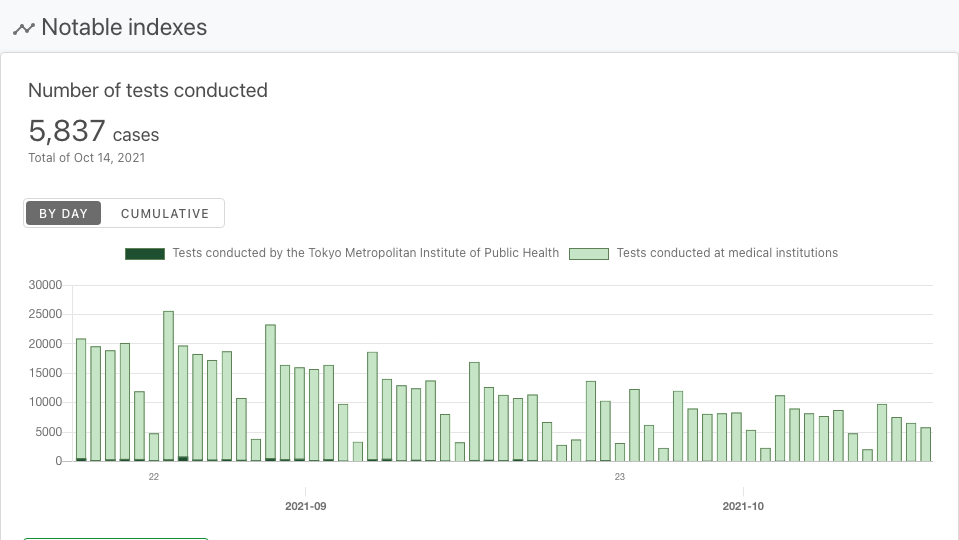 Notable indexes
Number of tests conducted
5,837 cases
Total of Oct 14, 2021
BY DAY CUMULATIVE
Tests conducted by the Tokyo Metropolitan Institute of Public Health Tests conducted at medical institutions
30000
25000
20000
15000
10000
5000
0
22 23
2021-09 2021-10